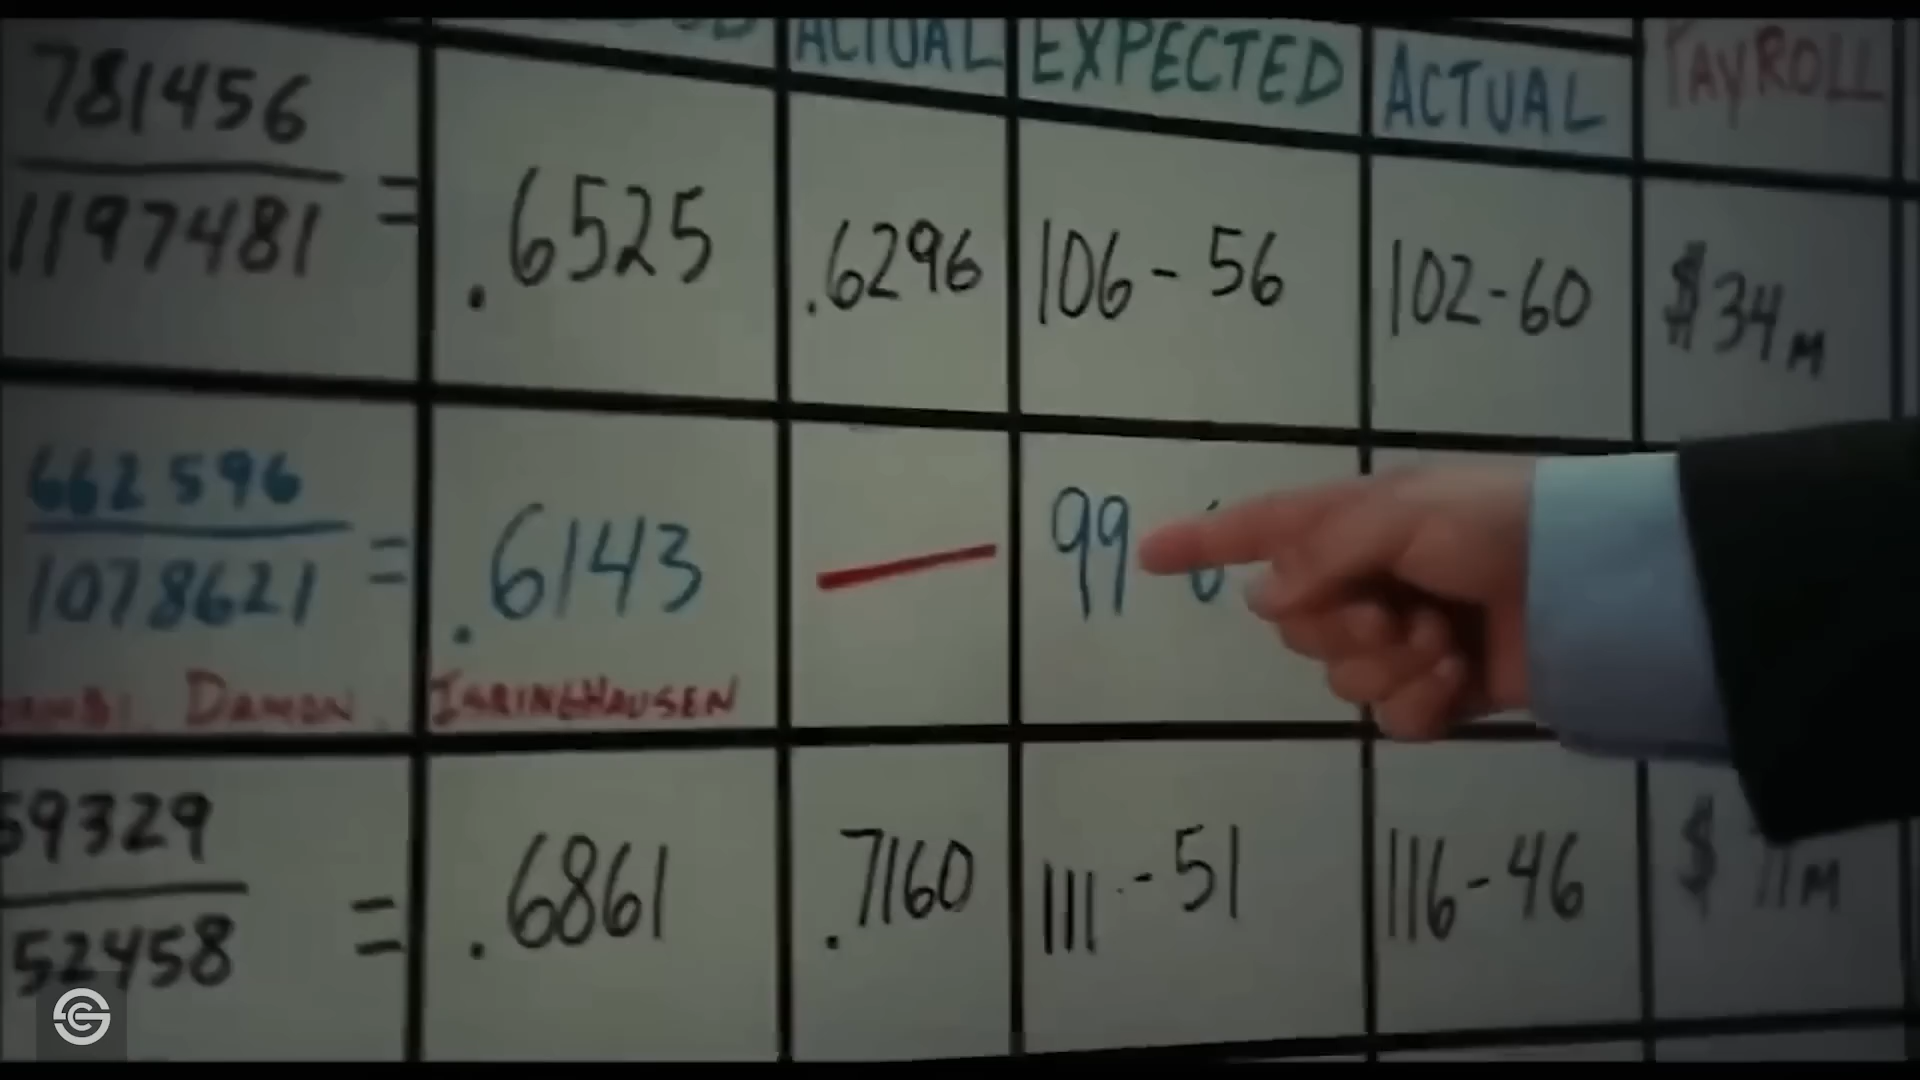 ACTUAL EXPECTED ACTUAL PAYROLL
781456
1197481
= .6525 .6296 106-56 102-60 $34M
662596
1078621
= .6143 — 99
DAMON ISRINGHAUSEN
59329
52458
= .6861 .7160 111-51 116-46 $ 71M